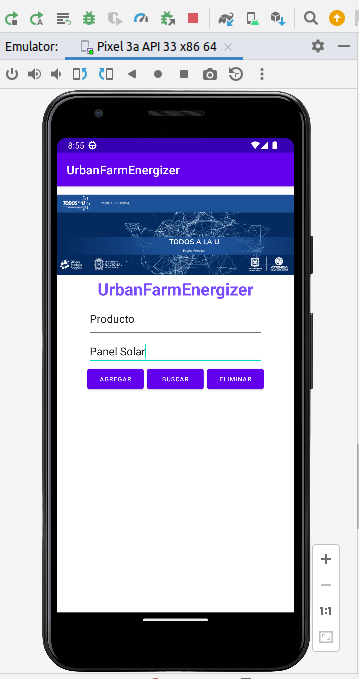 Emulator:
Pixel 3a API 33 x86 64
8:55
UrbanFarmEnergizer
TODOS A LA U
UrbanFarmEnergizer
Producto
Panel Solar
AGREGAR
BUSCAR
ELIMINAR
1:1